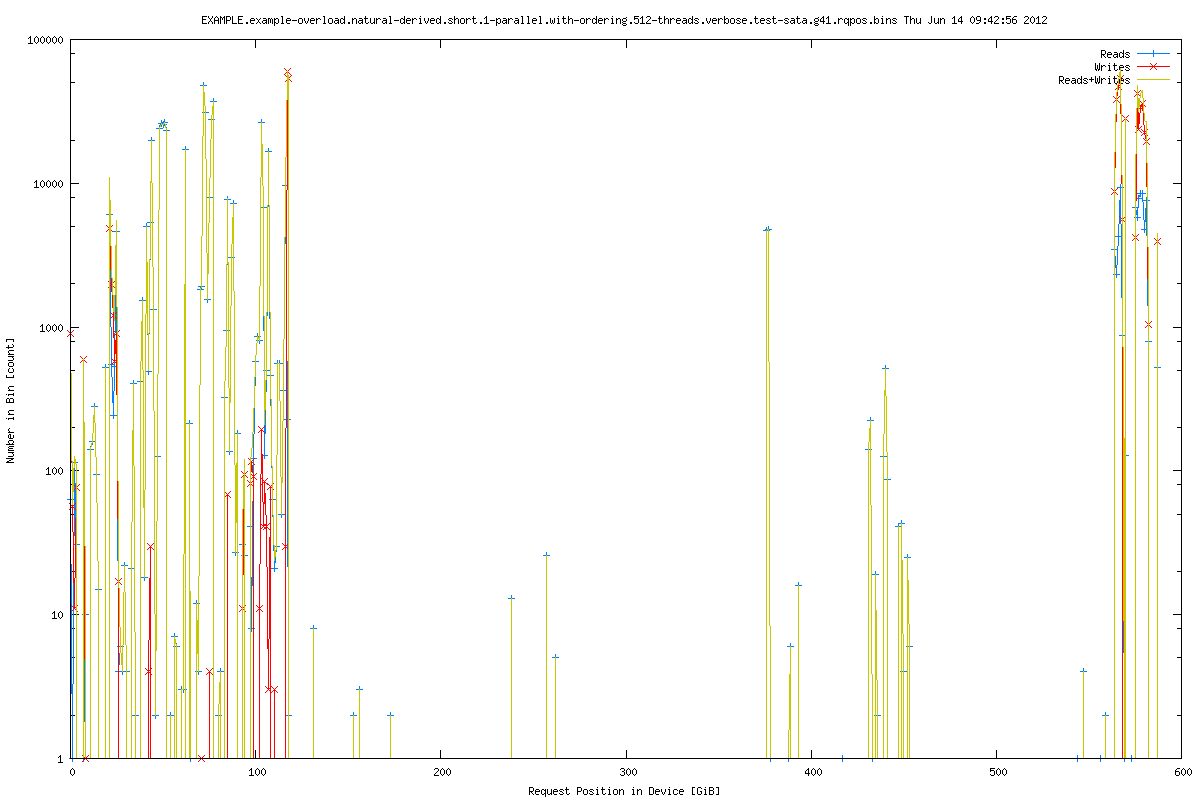 EXAMPLE.example-overload.natural-derived.short.1-parallel.with-ordering.512-threads.verbose.test-sata.g41.rqpos.bins Thu Jun 14 09:42:56 2012
100000
10000
1000
100
10
1
Number in Bin [count]
Reads
Writes
Reads+Writes
0 100 200 300 400 500 600
Request Position in Device [GiB]